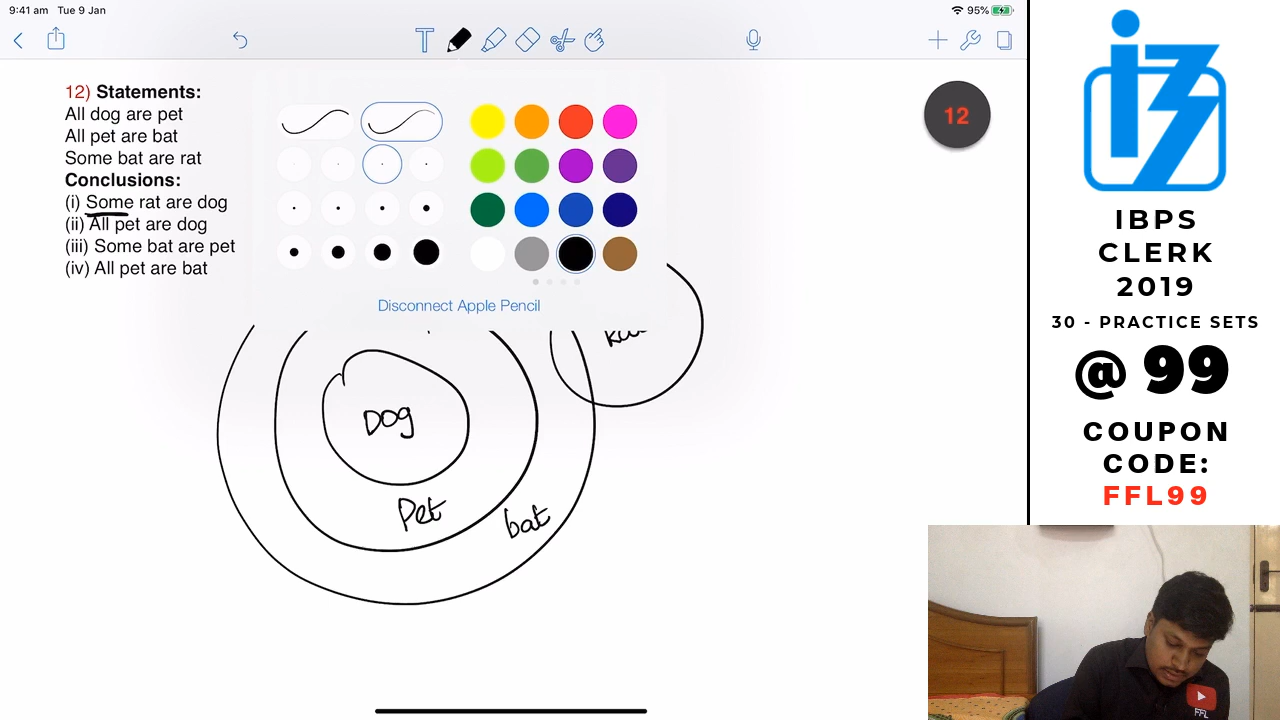 9:41 am Tue 9 Jan
95%
12) Statements:
All dog are pet
All pet are bat
Some bat are rat
Conclusions:
(i) Some rat are dog
(ii) All pet are dog
(iii) Some bat are pet
(iv) All pet are bat
12
Disconnect Apple Pencil
Dog
Pet
bat
IBPS
CLERK
2019
30 - PRACTICE SETS
@ 99
COUPON
CODE:
FFL99
FFL